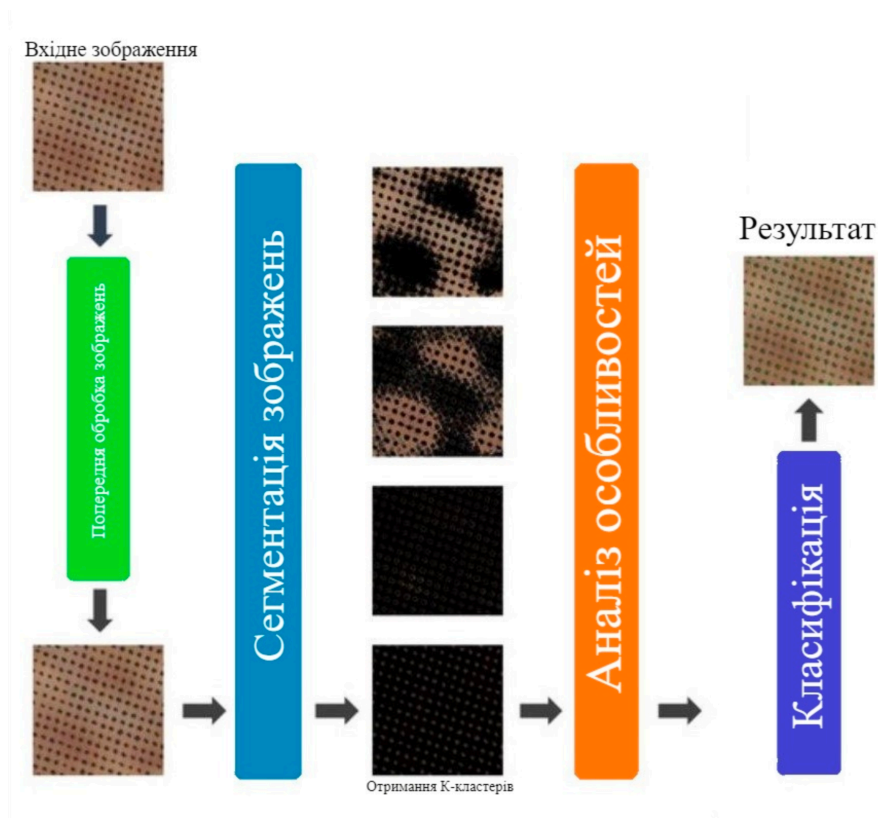 Вхідне зображення
Попередня обробка зображень
Сегментація зображень
Отримання К-кластерів
Аналіз особливостей
Класифікація
Результат